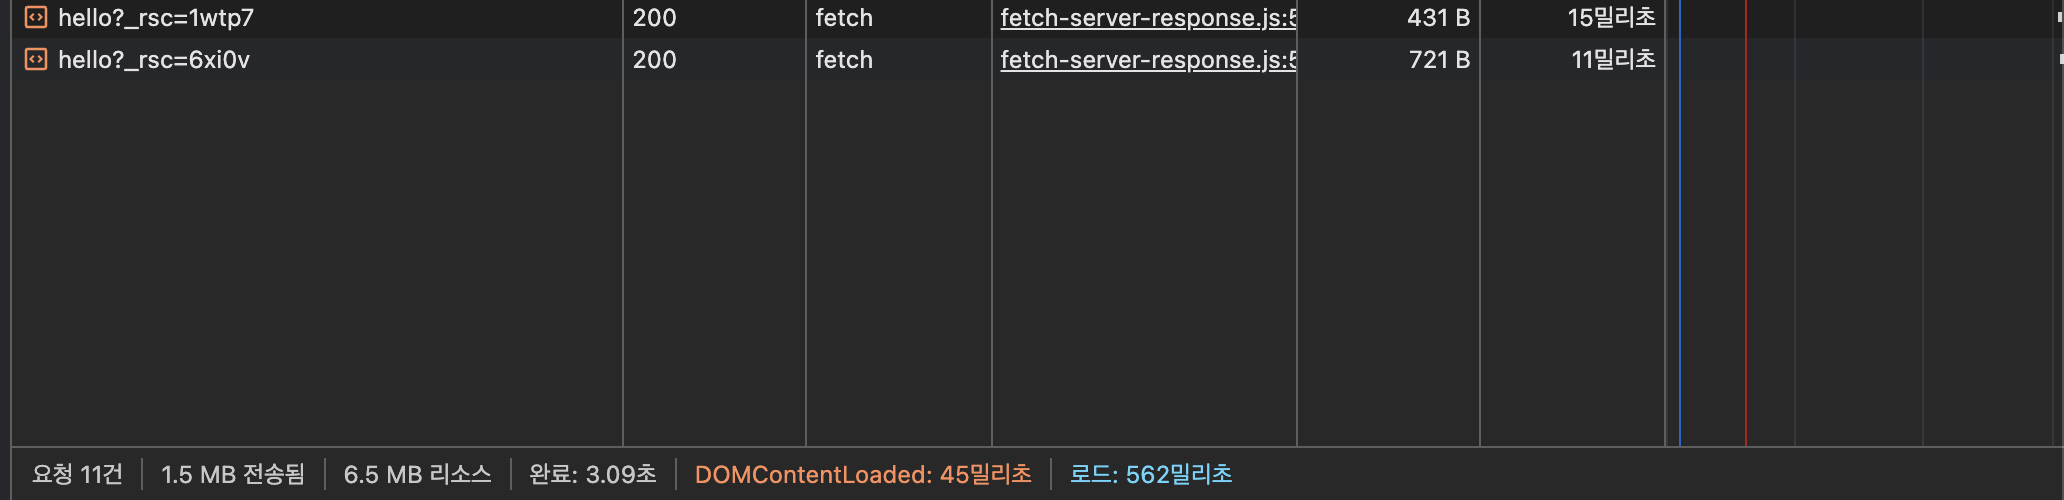 hello?_rsc=1wtp7 200 fetch fetch-server-response.js:5 431 B 15밀리초
hello?_rsc=6xi0v 200 fetch fetch-server-response.js:5 721 B 11밀리초
요청 11건 1.5 MB 전송됨 6.5 MB 리소스 완료: 3.09초 DOMContentLoaded: 45밀리초 로드: 562밀리초